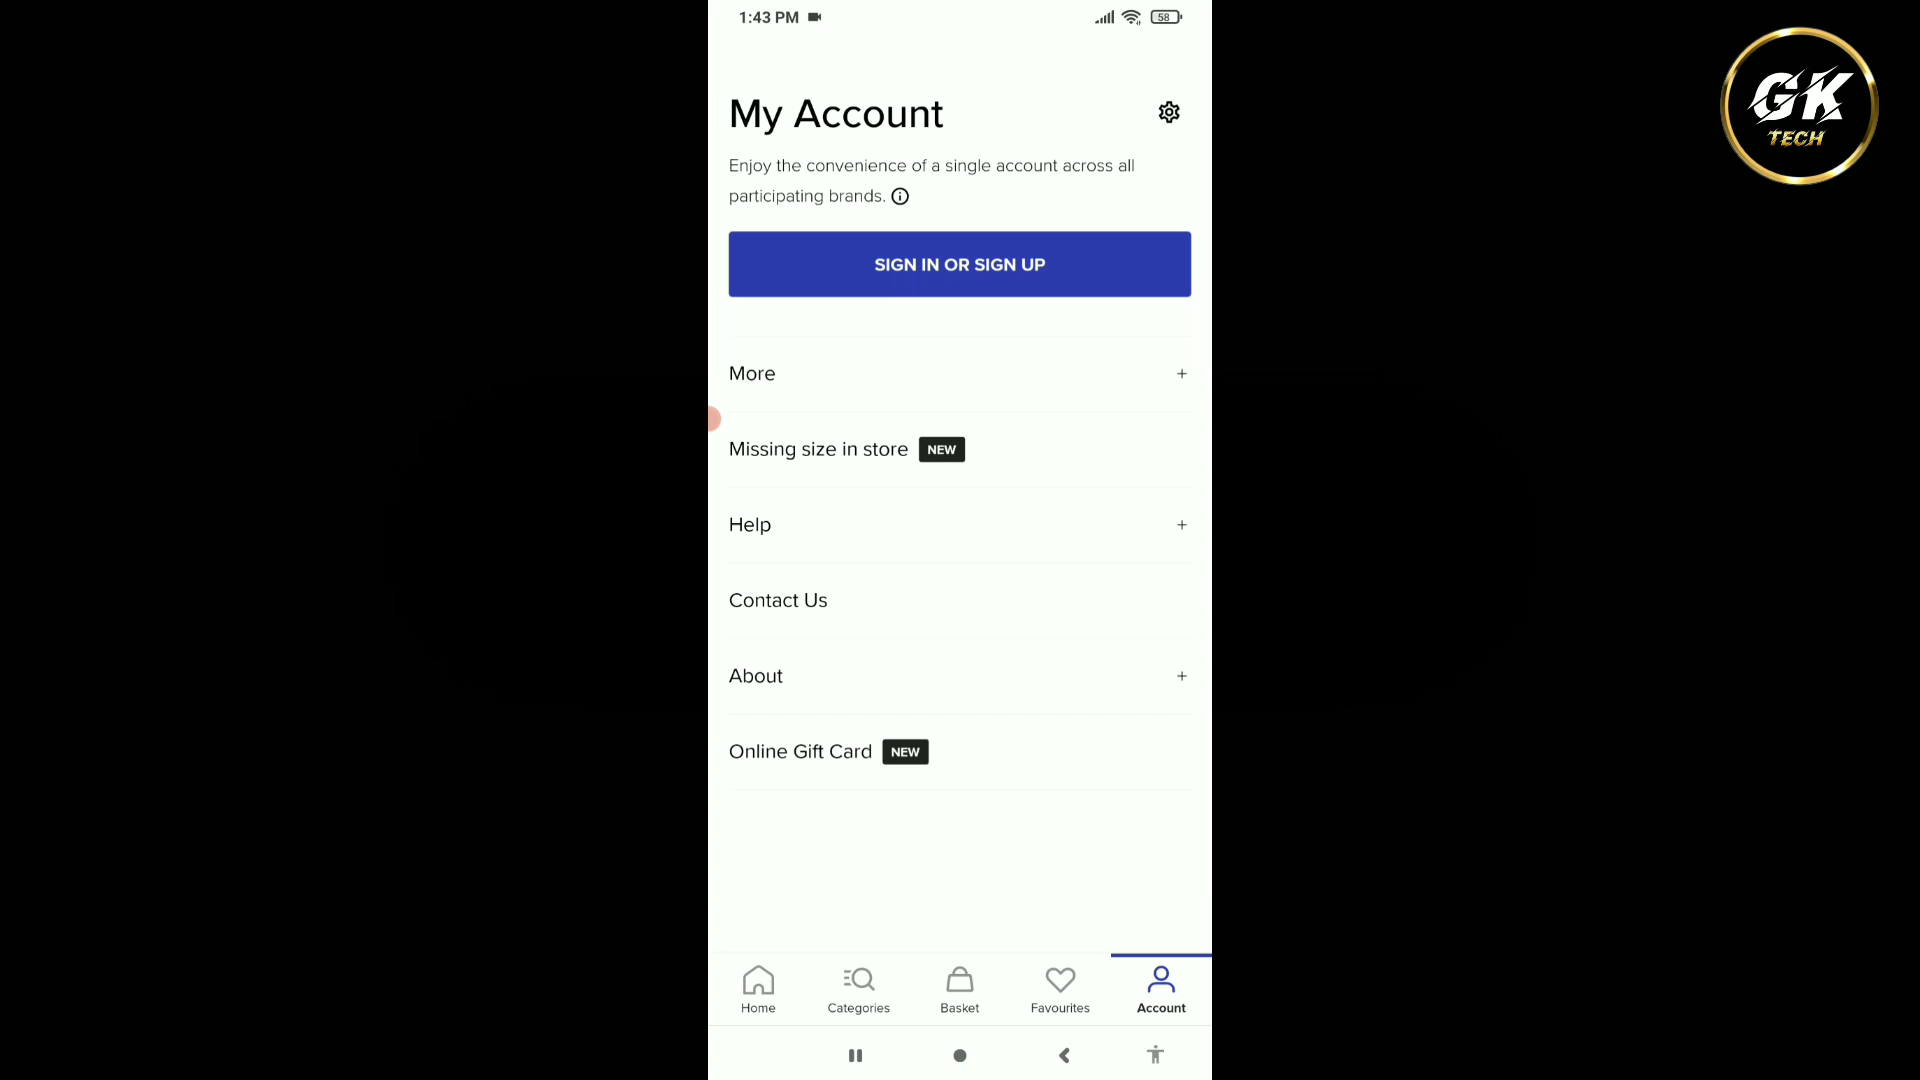 1:43 PM
58
GK
TECH
My Account
Enjoy the convenience of a single account across all
participating brands.
SIGN IN OR SIGN UP
More +
Missing size in store NEW
Help +
Contact Us
About +
Online Gift Card NEW
Home Categories Basket Favourites Account